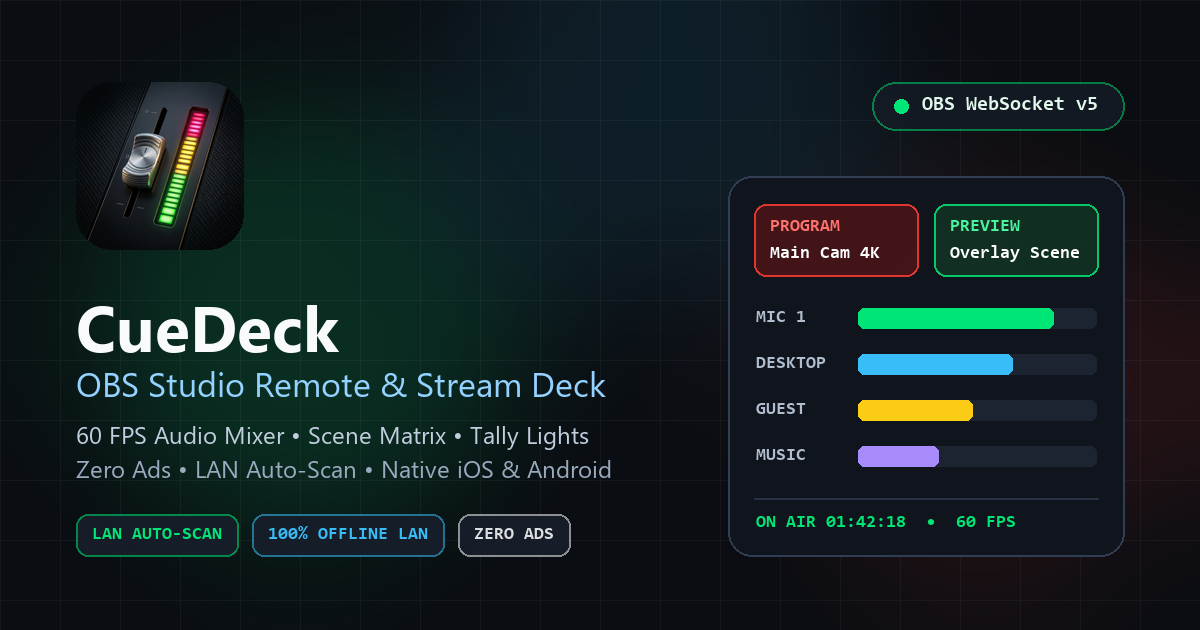 CueDeck
OBS Studio Remote & Stream Deck
60 FPS Audio Mixer • Scene Matrix • Tally Lights
Zero Ads • LAN Auto-Scan • Native iOS & Android
LAN AUTO-SCAN
100% OFFLINE LAN
ZERO ADS
OBS WebSocket v5
PROGRAM
Main Cam 4K
PREVIEW
Overlay Scene
MIC 1
DESKTOP
GUEST
MUSIC
ON AIR 01:42:18 • 60 FPS